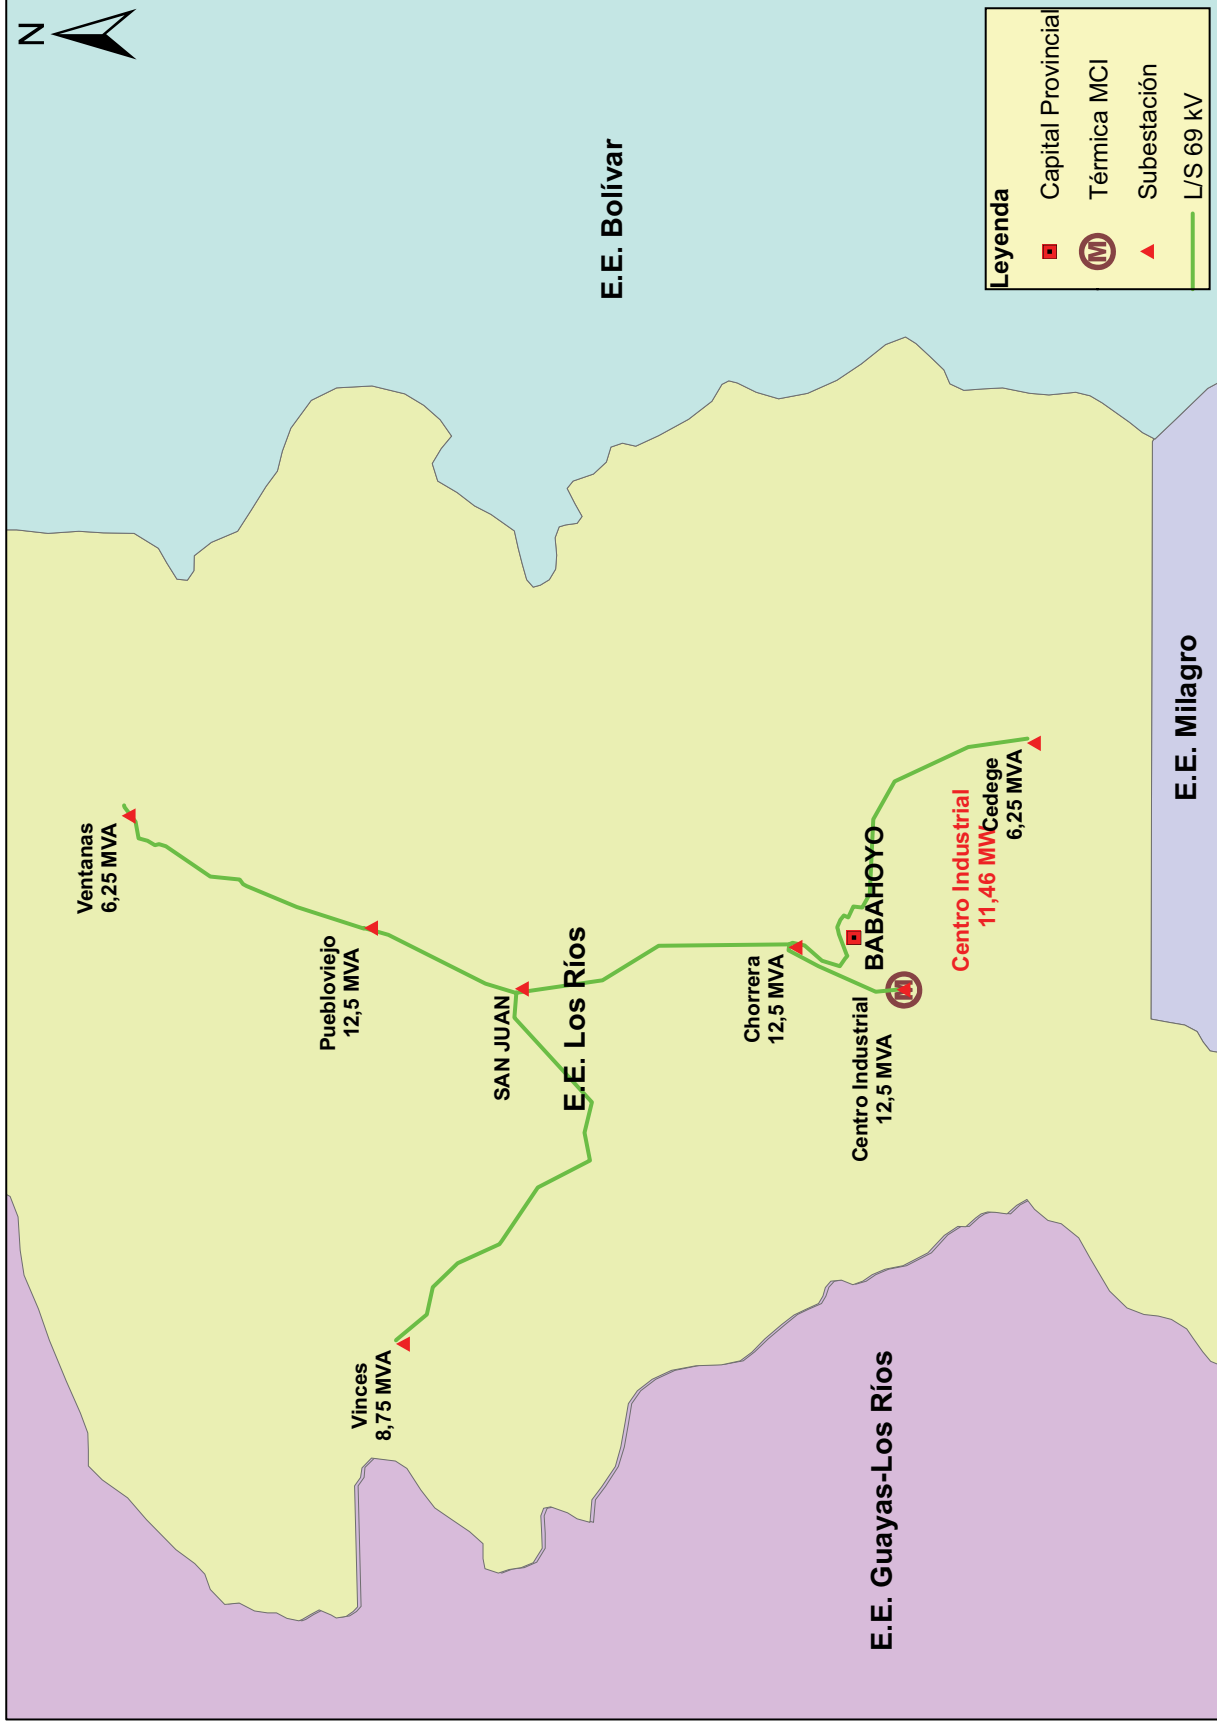 N
Ventanas
6,25 MVA
Puebloviejo
12,5 MVA
Vinces
8,75 MVA
SAN JUAN
E.E. Los Ríos
E.E. Bolívar
Chorrera
12,5 MVA
Centro Industrial
12,5 MVA
M
BABAHOYO
Centro Industrial
11,46 MW
Cedege
6,25 MVA
E.E. Guayas-Los Ríos
E.E. Milagro
Leyenda
Capital Provincial
M Térmica MCI
Subestación
L/S 69 kV